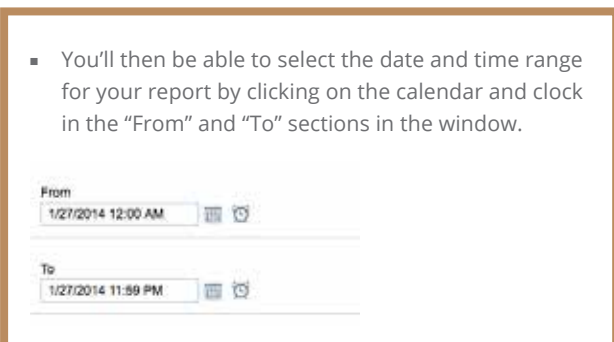 ▪ You’ll then be able to select the date and time range
for your report by clicking on the calendar and clock
in the “From” and “To” sections in the window.
From
1/27/2014 12:00 AM
To
1/27/2014 11:59 PM